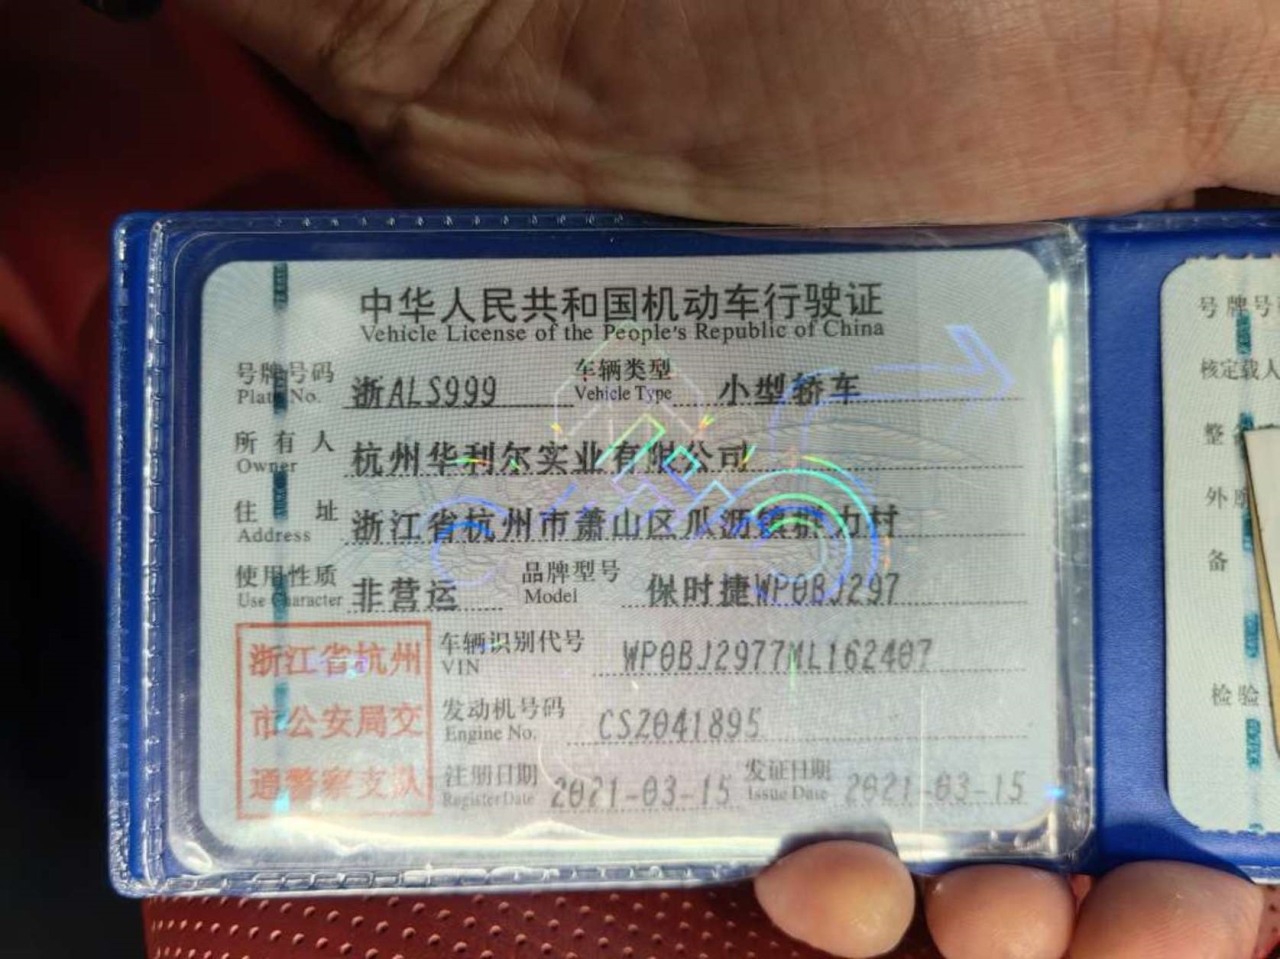 中华人民共和国机动车行驶证
Vehicle License of the People's Republic of China
号牌号码 浙ALS999 车辆类型 小型轿车
Plate No. Vehicle Type
所有人 杭州华利尔实业有限公司
Owner
住址 浙江省杭州市萧山区瓜沥镇 力村
Address
使用性质 非营运 品牌型号 保时捷WP0BJ297
Use Character Model
浙江省杭州
市公安局交
通警察支队
车辆识别代号 WP0BJ2977ML162407
VIN
发动机号码 CSZ041895
Engine No.
注册日期 2021-03-15 发证日期 2021-03-15
Register Date Issue Date
号牌号
核定载人
整
外
备
检验